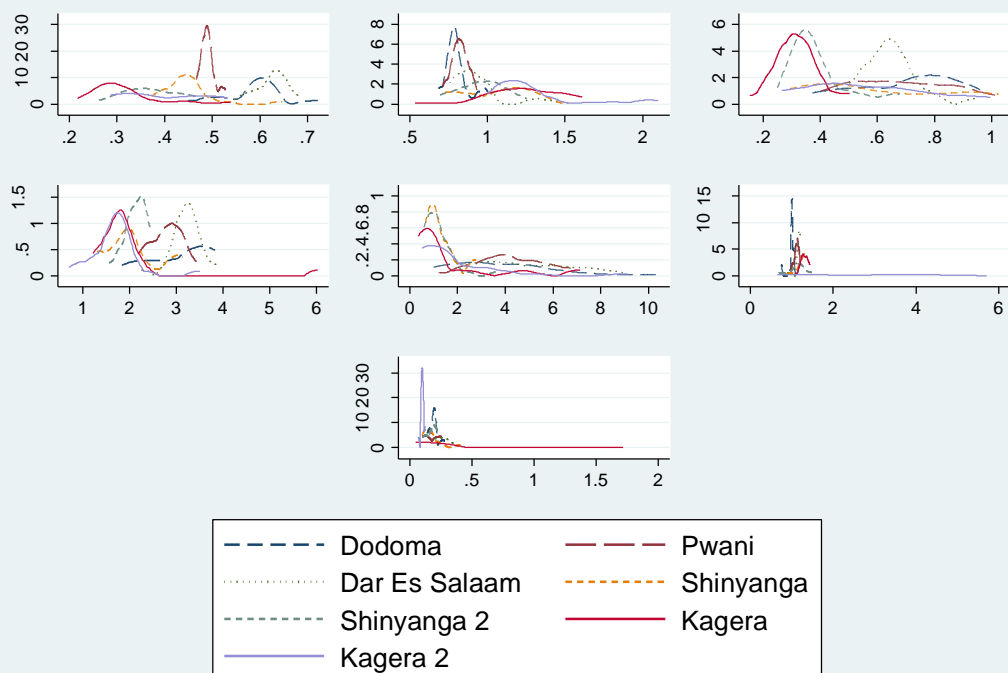 0 10 20 30
.2 .3 .4 .5 .6 .7
0 2 4 6 8
.5 1 1.5 2
0 2 4 6
.2 .4 .6 .8 1
0 .5 1 1.5
1 2 3 4 5 6
0 .2 .4 .6 .8 1
0 2 4 6 8 10
0 5 10 15
0 2 4 6
0 10 20 30
0 .5 1 1.5 2
Dodoma Pwani
Dar Es Salaam Shinyanga
Shinyanga 2 Kagera
Kagera 2